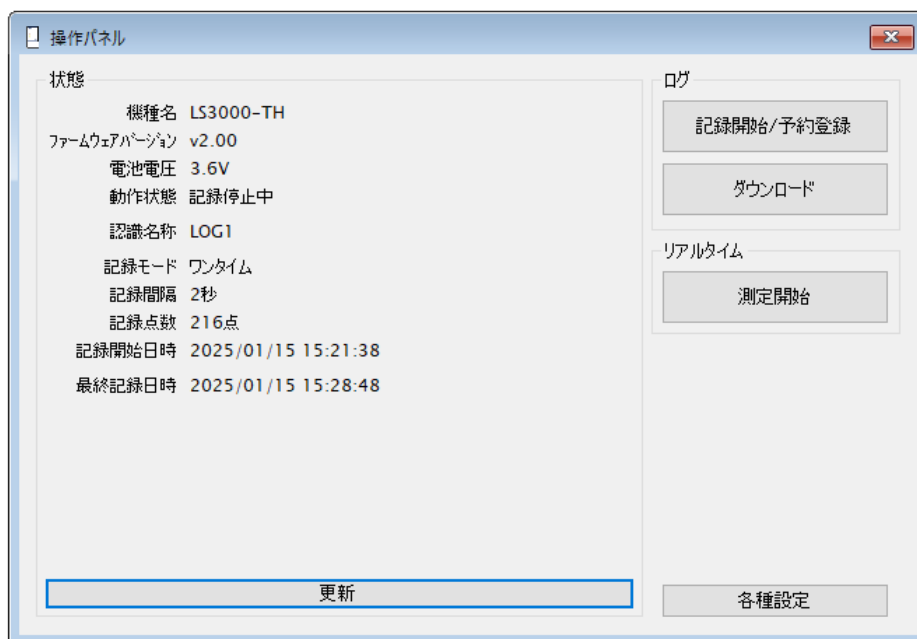 操作パネル
状態
機種名 LS3000-TH
ファームウェアバージョン v2.00
電池電圧 3.6V
動作状態 記録停止中
認識名称 LOG1
記録モード ワンタイム
記録間隔 2秒
記録点数 216点
記録開始日時 2025/01/15 15:21:38
最終記録日時 2025/01/15 15:28:48
更新
ログ
記録開始/予約登録
ダウンロード
リアルタイム
測定開始
各種設定